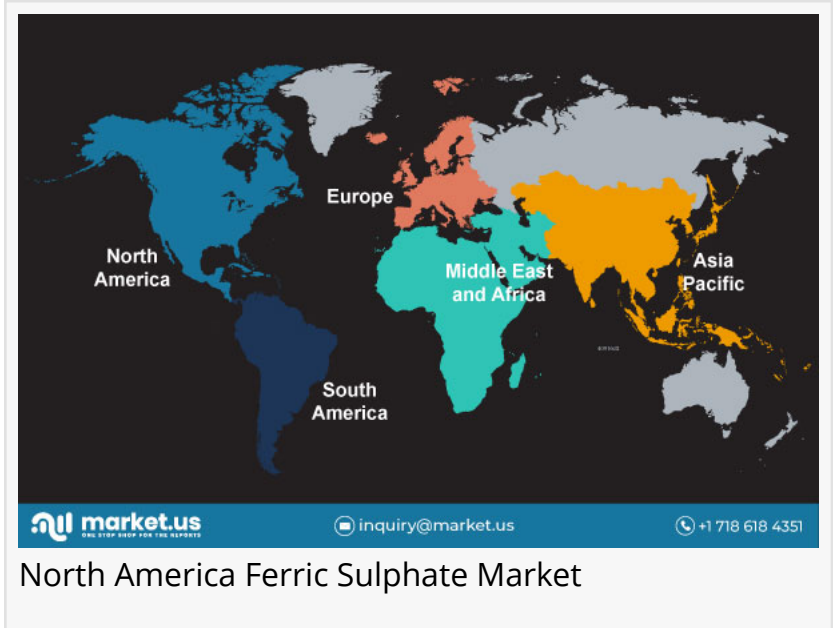 Europe
North
America
Middle East
and Africa
Asia
Pacific
South
America
market.us
ONE STOP SHOP FOR THE REPORTS
inquiry@market.us
+1 718 618 4351
North America Ferric Sulphate Market